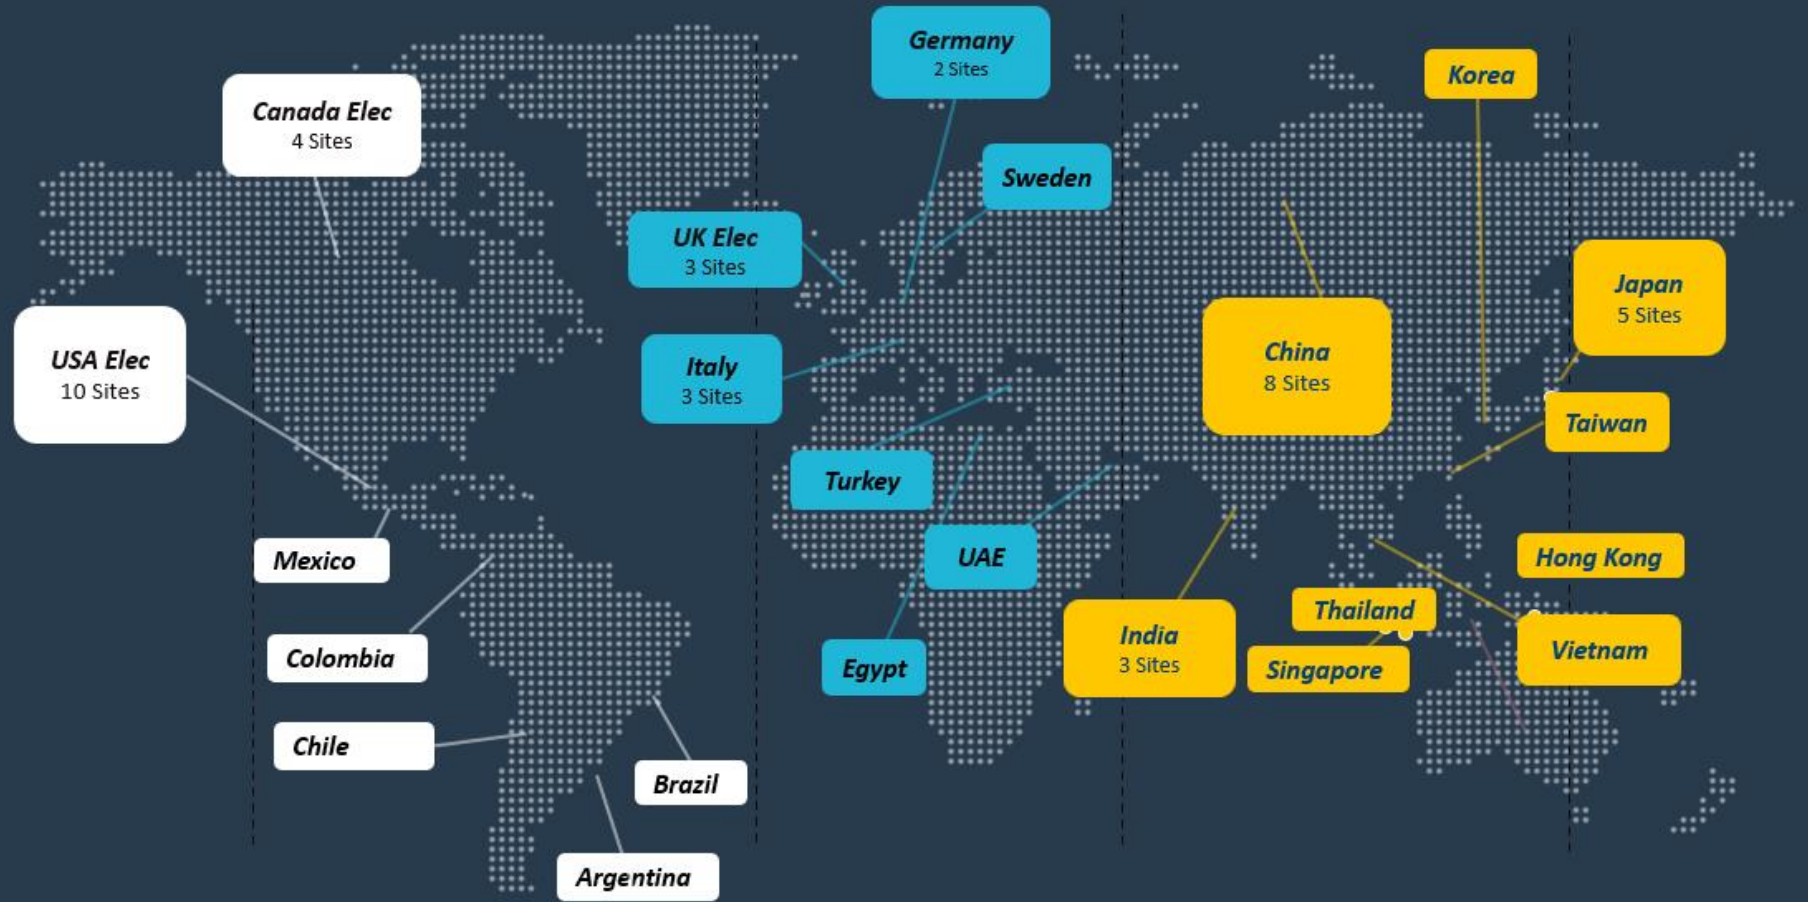 Germany
2 Sites
Korea
Canada Elec
4 Sites
Sweden
UK Elec
3 Sites
Japan
5 Sites
USA Elec
10 Sites
Italy
3 Sites
China
8 Sites
Taiwan
Turkey
Mexico
UAE
Hong Kong
Thailand
Colombia
Egypt
India
3 Sites
Singapore
Vietnam
Chile
Brazil
Argentina